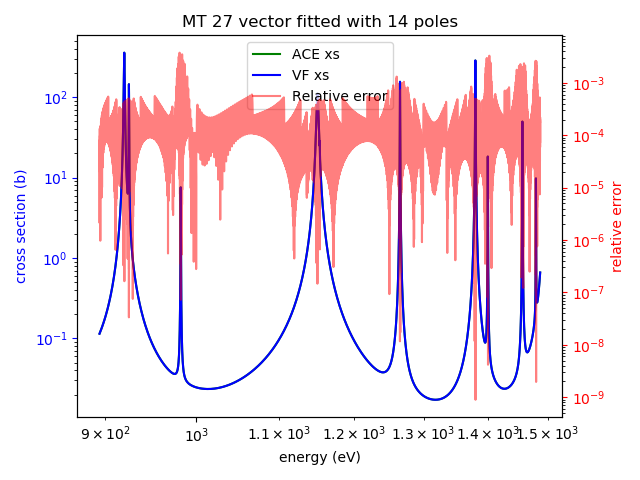 MT 27 vector fitted with 14 poles
ACE xs
VF xs
Relative error
cross section (b)
10²
10¹
10⁰
10⁻¹
10⁻³
10⁻⁴
10⁻⁵
10⁻⁶
10⁻⁷
10⁻⁸
10⁻⁹
relative error
9 × 10² 10³ 1.1 × 10³ 1.2 × 10³ 1.3 × 10³ 1.4 × 10³ 1.5 × 10³
energy (eV)